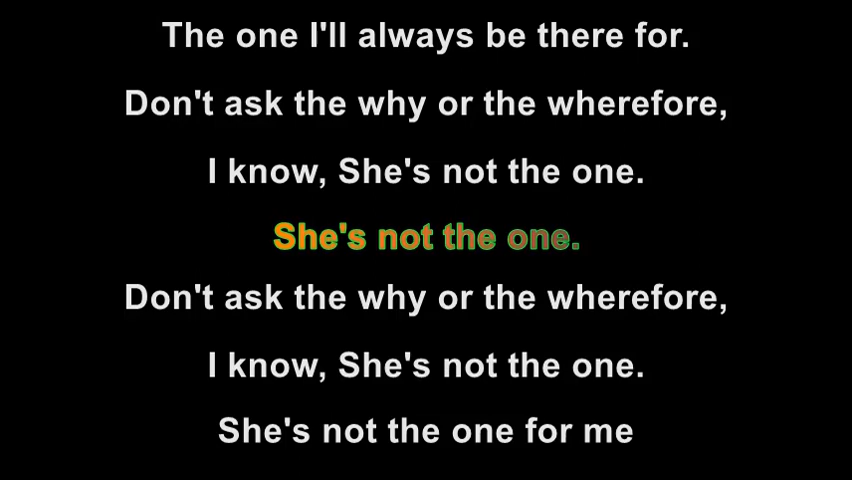 The one I'll always be there for.
Don't ask the why or the wherefore,
I know, She's not the one.
She's not the one.
Don't ask the why or the wherefore,
I know, She's not the one.
She's not the one for me